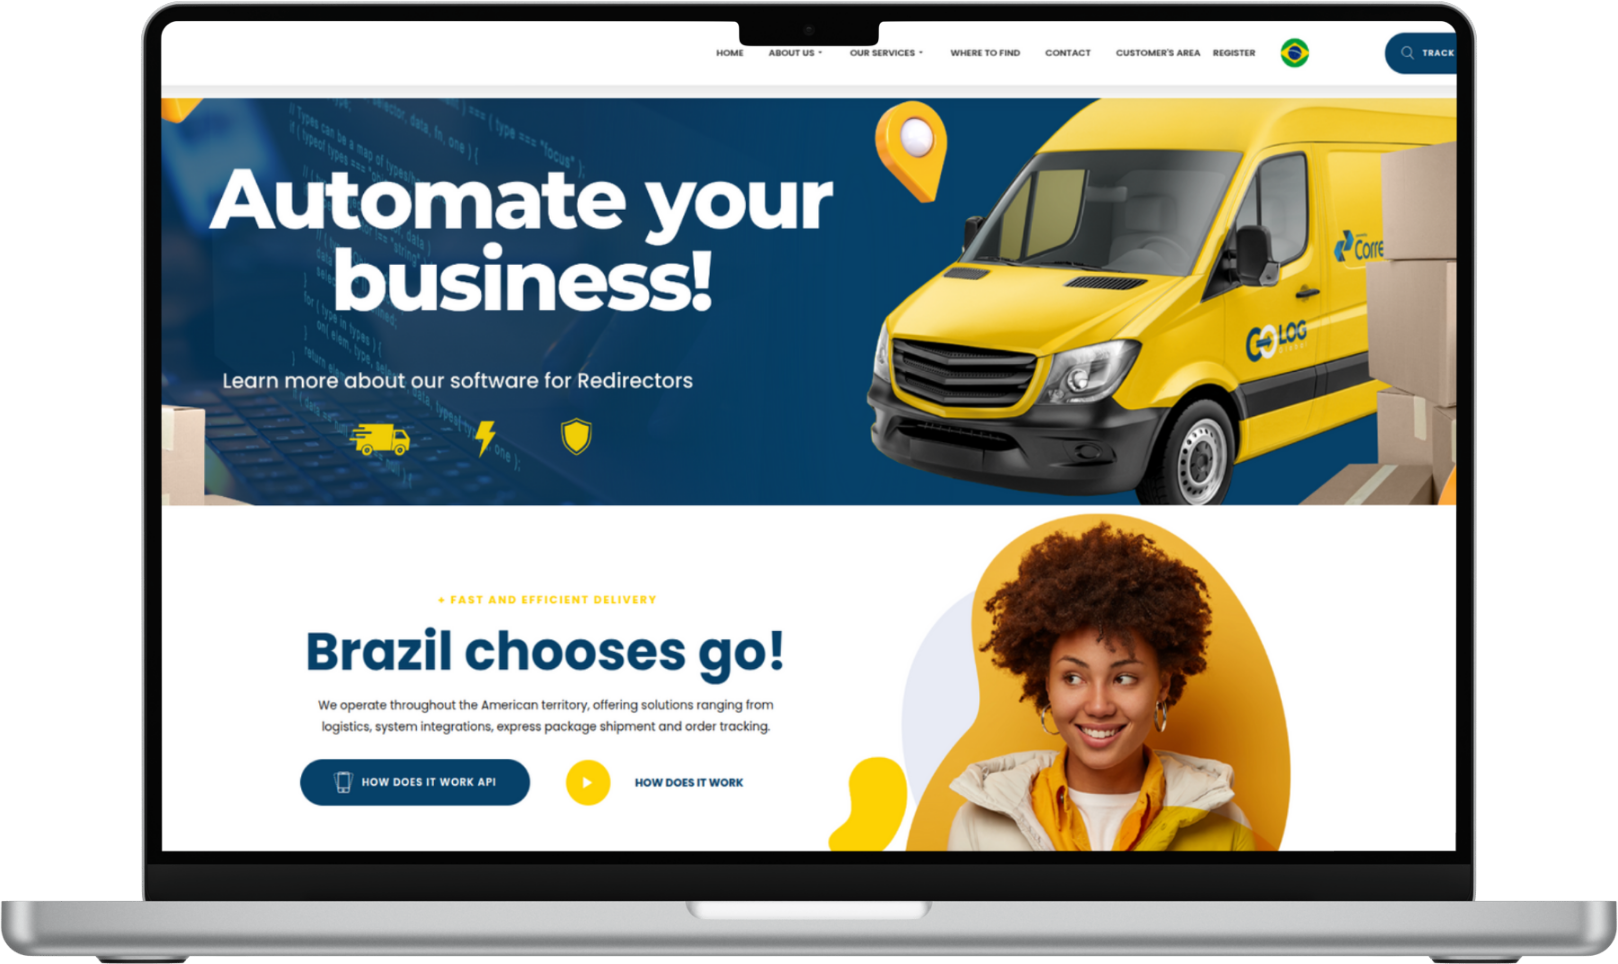 HOME ABOUT US OUR SERVICES WHERE TO FIND CONTACT CUSTOMER'S AREA REGISTER TRACK
Automate your
business!
Learn more about our software for Redirectors
Corre
GO LOG
+ FAST AND EFFICIENT DELIVERY
Brazil chooses go!
We operate throughout the American territory, offering solutions ranging from
logistics, system integrations, express package shipment and order tracking.
HOW DOES IT WORK API
HOW DOES IT WORK